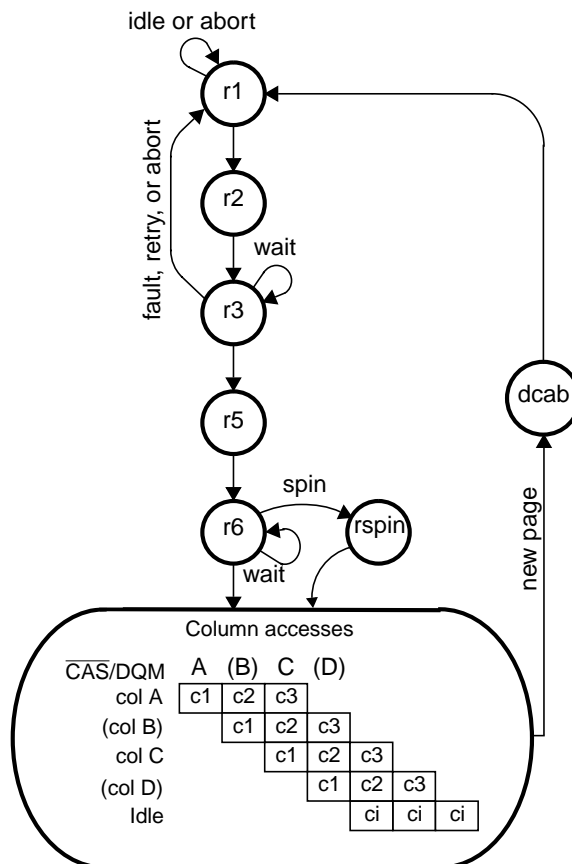 idle or abort
r1
fault, retry, or abort
r2
wait
r3
dcab
r5
spin
r6
rspin
wait
new page
Column accesses
CAS/DQM A (B) C (D)
col A c1 c2 c3
(col B) c1 c2 c3
col C c1 c2 c3
(col D) c1 c2 c3
Idle ci ci ci